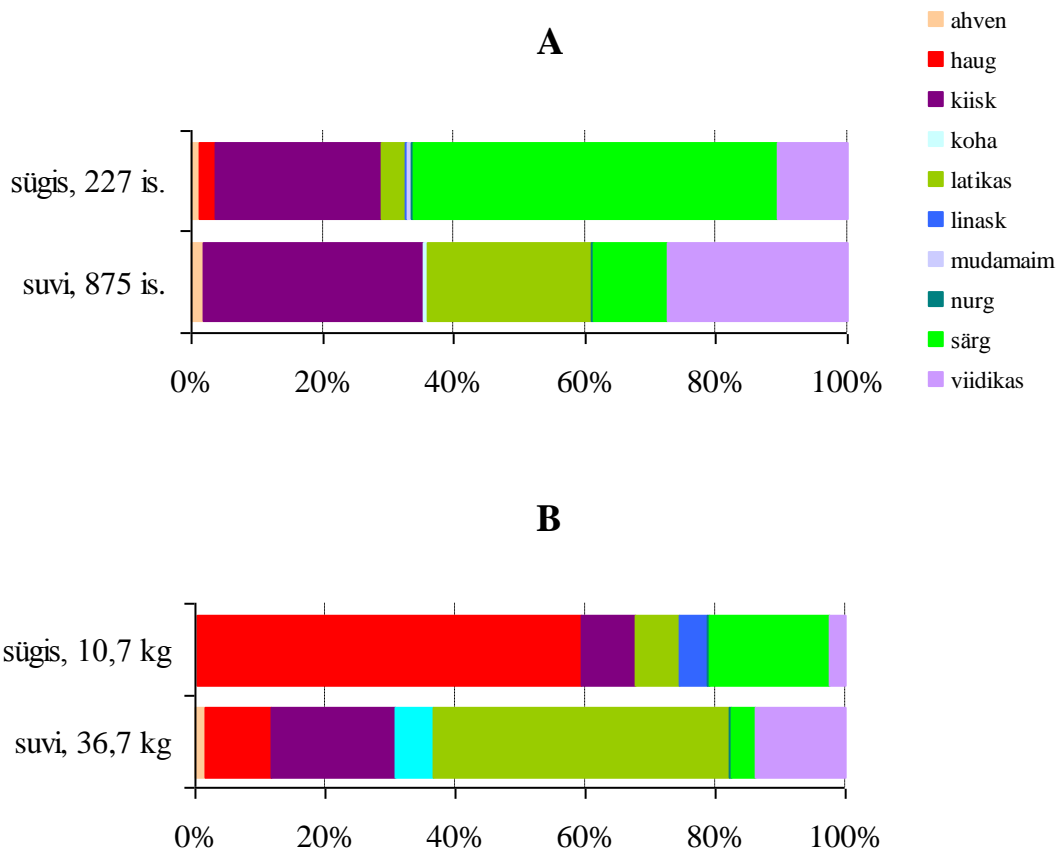 A
sügis, 227 is.
suvi, 875 is.
0% 20% 40% 60% 80% 100%
ahven
haug
kiisk
koha
latikas
linask
mudamaim
nurg
särg
viidikas
B
sügis, 10,7 kg
suvi, 36,7 kg
0% 20% 40% 60% 80% 100%